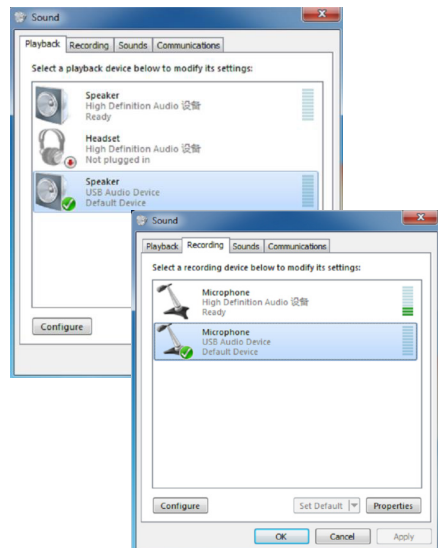 Sound
Playback Recording Sounds Communications
Select a playback device below to modify its settings:
Speaker
High Definition Audio 设备
Ready
Headset
High Definition Audio 设备
Not plugged in
Speaker
USB Audio Device
Default Device
Configure
Sound
Playback Recording Sounds Communications
Select a recording device below to modify its settings:
Microphone
High Definition Audio 设备
Ready
Microphone
USB Audio Device
Default Device
Configure Set Default Properties
OK Cancel Apply